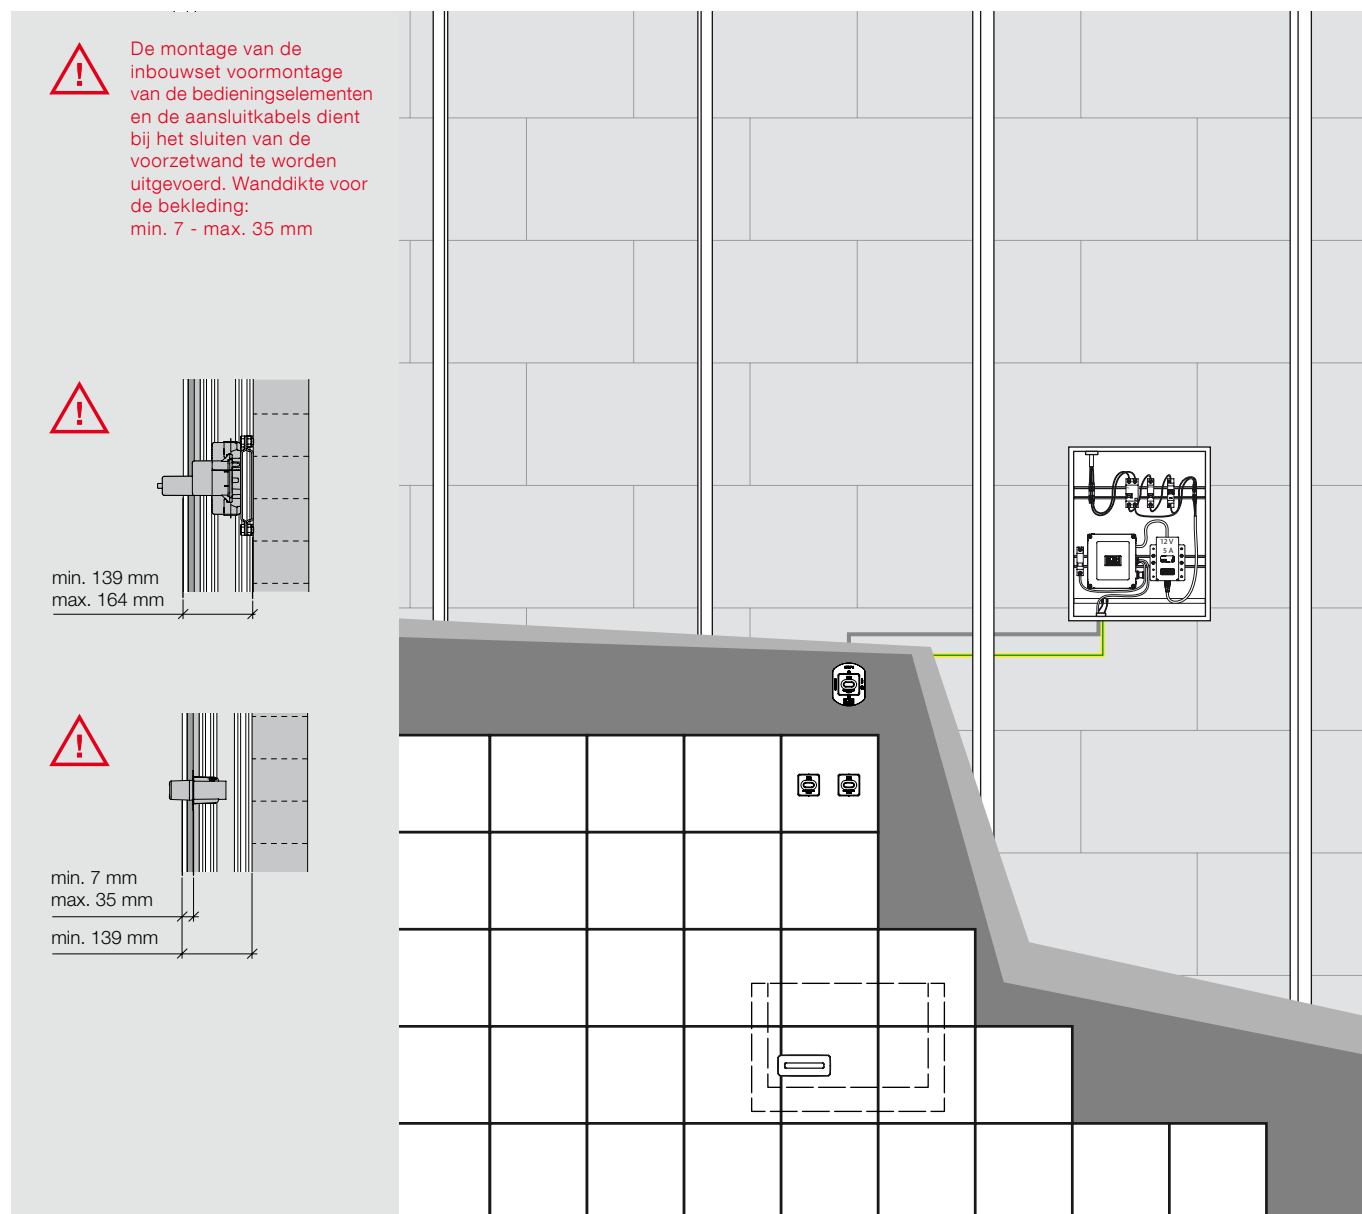 De montage van de
inbouwset voormontage
van de bedieningselementen
en de aansluitkabels dient
bij het sluiten van de
voorzetwand te worden
uitgevoerd. Wanddikte voor
de bekleding:
min. 7 - max. 35 mm
12 V
5 A
min. 139 mm
max. 164 mm
min. 7 mm
max. 35 mm
min. 139 mm